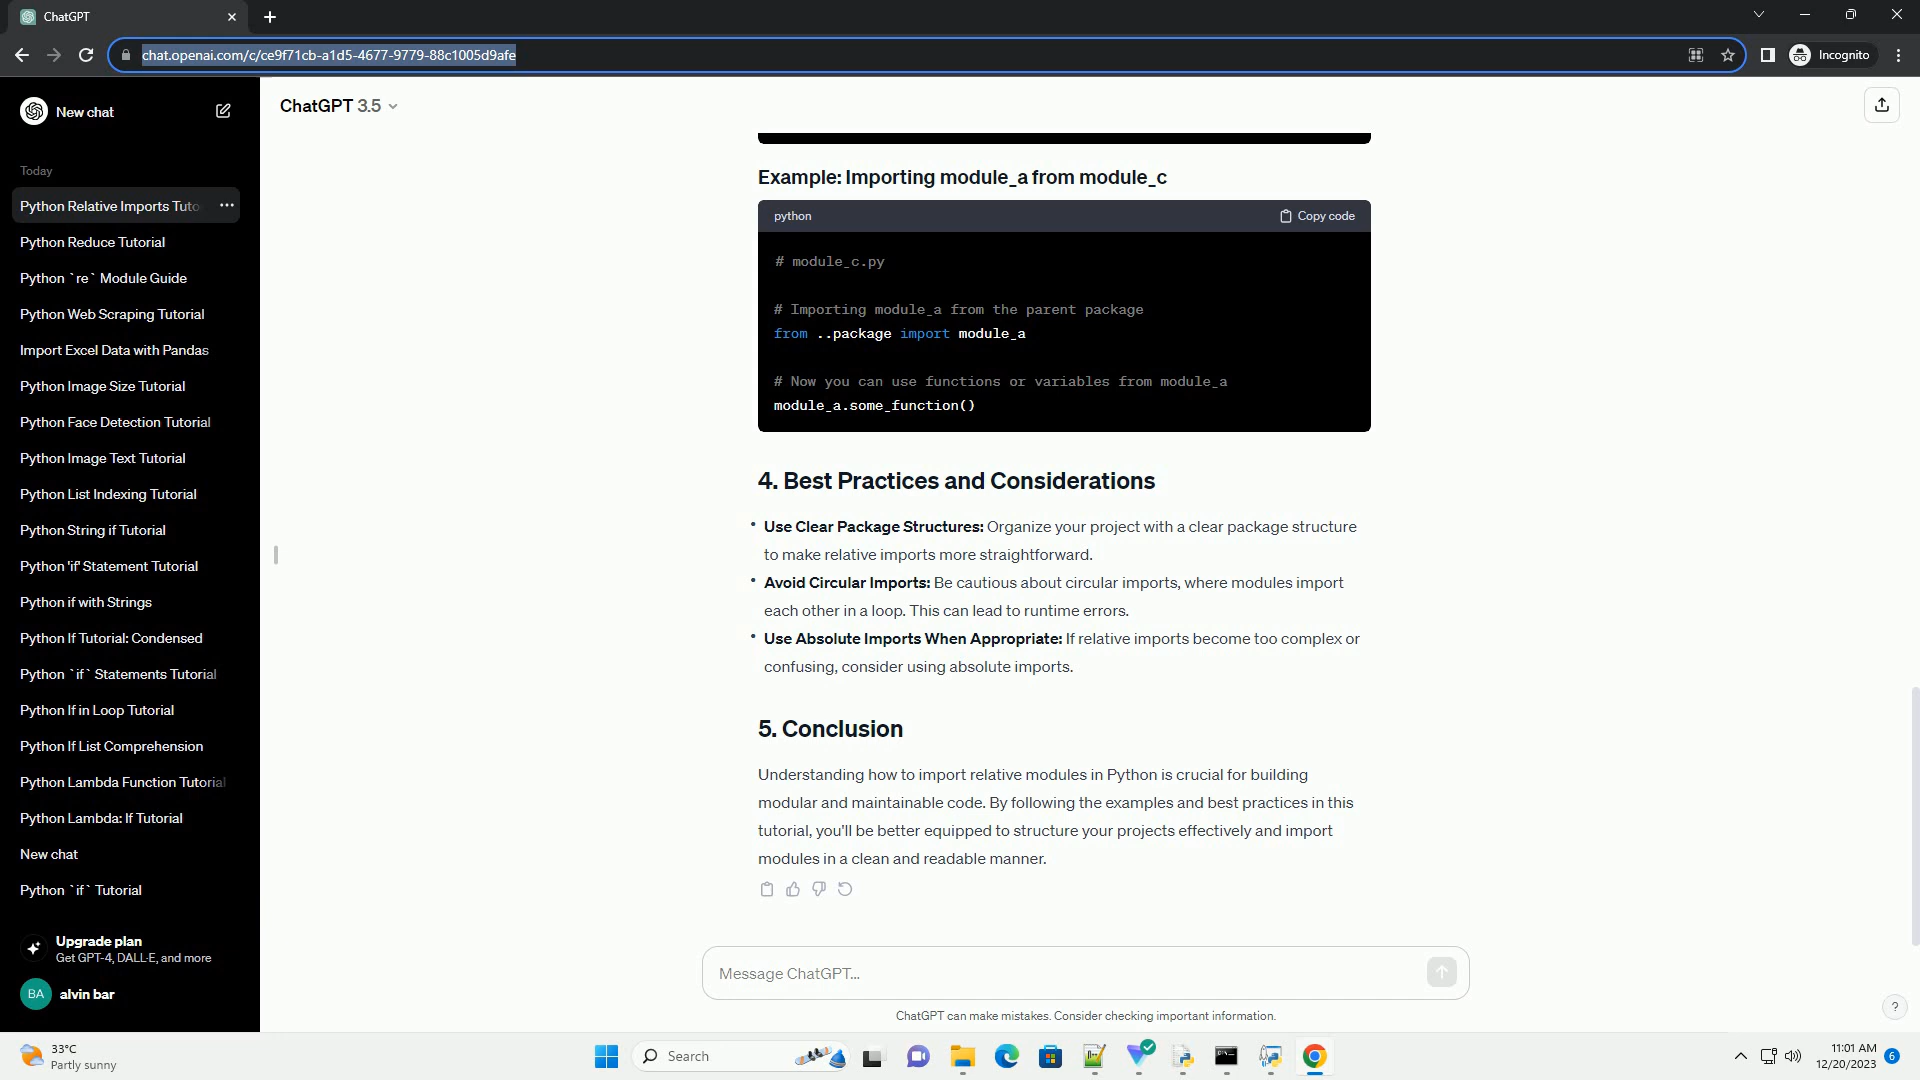 ChatGPT
chat.openai.com/c/ce9f71cb-a1d5-4677-9779-88c1005d9afe
Incognito
New chat
ChatGPT 3.5
Today
Python Relative Imports Tuto
Python Reduce Tutorial
Python `re` Module Guide
Python Web Scraping Tutorial
Import Excel Data with Pandas
Python Image Size Tutorial
Python Face Detection Tutorial
Python Image Text Tutorial
Python List Indexing Tutorial
Python String if Tutorial
Python 'if' Statement Tutorial
Python if with Strings
Python If Tutorial: Condensed
Python `if` Statements Tutorial
Python If in Loop Tutorial
Python If List Comprehension
Python Lambda Function Tutorial
Python Lambda: If Tutorial
New chat
Python `if` Tutorial
Upgrade plan
Get GPT-4, DALL·E, and more
BA
alvin bar
Example: Importing module_a from module_c
python
Copy code
# module_c.py
# Importing module_a from the parent package
from ..package import module_a
# Now you can use functions or variables from module_a
module_a.some_function()
4. Best Practices and Considerations
• Use Clear Package Structures: Organize your project with a clear package structure
to make relative imports more straightforward.
• Avoid Circular Imports: Be cautious about circular imports, where modules import
each other in a loop. This can lead to runtime errors.
• Use Absolute Imports When Appropriate: If relative imports become too complex or
confusing, consider using absolute imports.
5. Conclusion
Understanding how to import relative modules in Python is crucial for building
modular and maintainable code. By following the examples and best practices in this
tutorial, you'll be better equipped to structure your projects effectively and import
modules in a clean and readable manner.
Message ChatGPT...
ChatGPT can make mistakes. Consider checking important information.
?
33°C
Partly sunny
Search
11:01 AM
12/20/2023
6